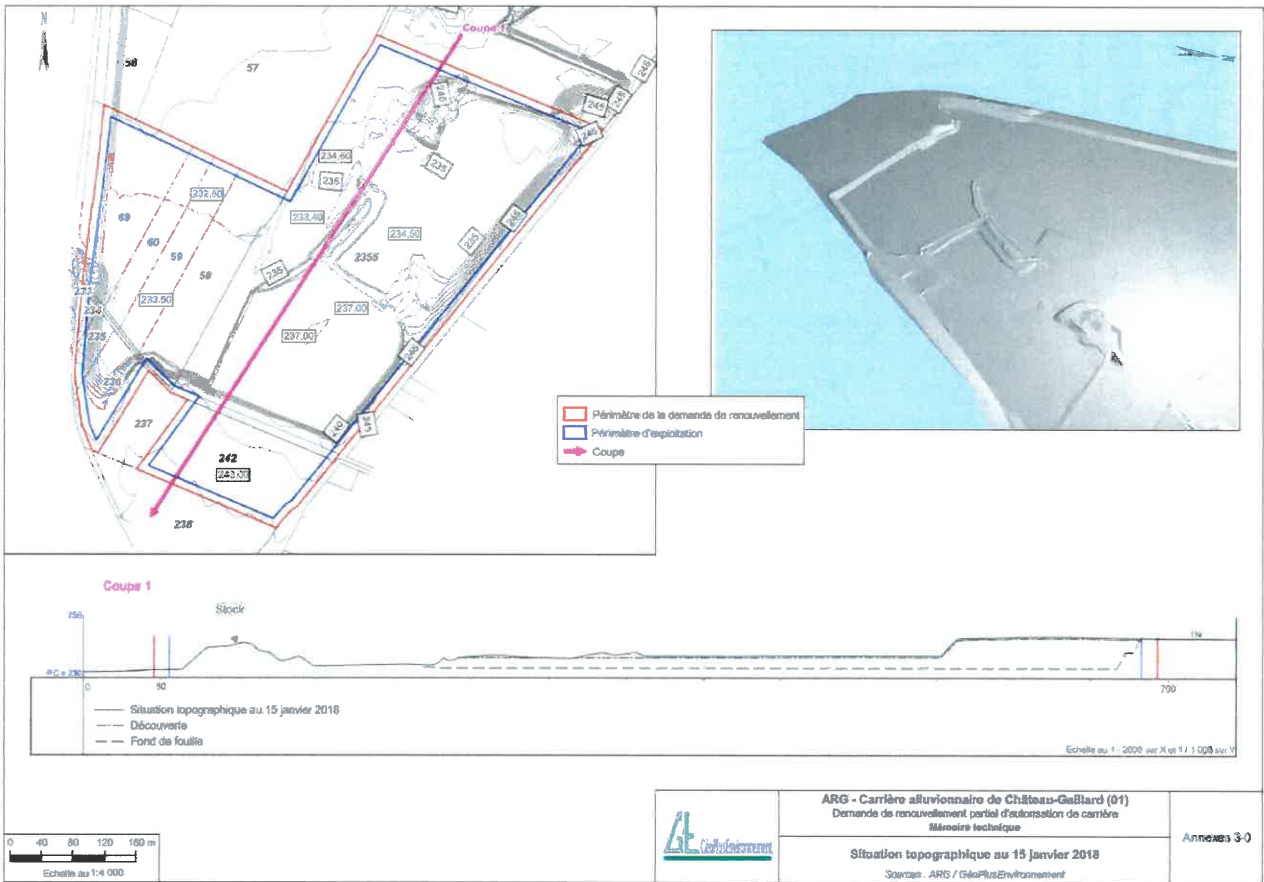 N
Coupe 1
58
57
246
245
245
246
246
235
234,60
235
232,50
233,40
69
60
59
58
234,50
235
245
2355
235
233.50
234
235
237,00
237,00
245
236
237
240
245
242
243.00
238
Périmètre de la demande de renouvellement
Périmètre d'exploitation
Coupe
Coupe 1
Stock
TN
0
50
700
Situation topographique au 15 janvier 2018
Découverte
Fond de fouille
0 40 80 120 160 m
Echelle au 1:4 000
GéoPlusEnvironnement
ARG - Carrière alluvionnaire de Château-Gaillard (01)
Demande de renouvellement partiel d'autorisation de carrière
Mémoire technique
Situation topographique au 15 janvier 2018
Sources : ARG / GéoPlusEnvironnement